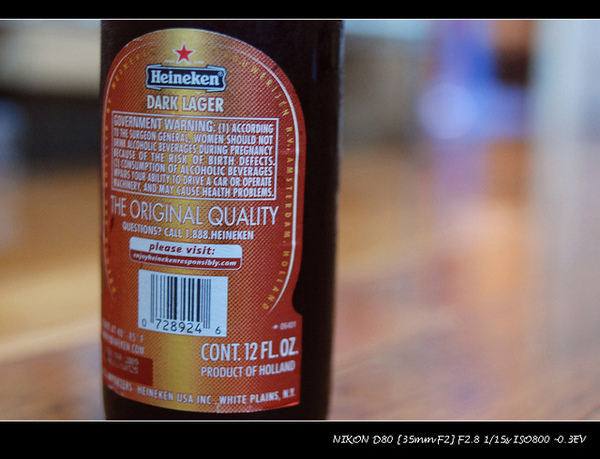 Heineken
DARK LAGER
GOVERNMENT WARNING: (1) ACCORDING
TO THE SURGEON GENERAL, WOMEN SHOULD NOT
DRINK ALCOHOLIC BEVERAGES DURING PREGNANCY
BECAUSE OF THE RISK OF BIRTH DEFECTS.
(2) CONSUMPTION OF ALCOHOLIC BEVERAGES
IMPAIRS YOUR ABILITY TO DRIVE A CAR OR OPERATE
MACHINERY, AND MAY CAUSE HEALTH PROBLEMS.
THE ORIGINAL QUALITY
QUESTIONS? CALL 1.888.HEINEKEN
please visit:
enjoyheinekenresponsibly.com
BROUWERIJEN B.V. AMSTERDAM, HOLLAND
0 728924 6
06401
CONT. 12 FL. OZ.
PRODUCT OF HOLLAND
HEINEKEN USA INC., WHITE PLAINS, N.Y.
NIKON D80 [35mm F2] F2.8 1/15s ISO800 -0.3EV